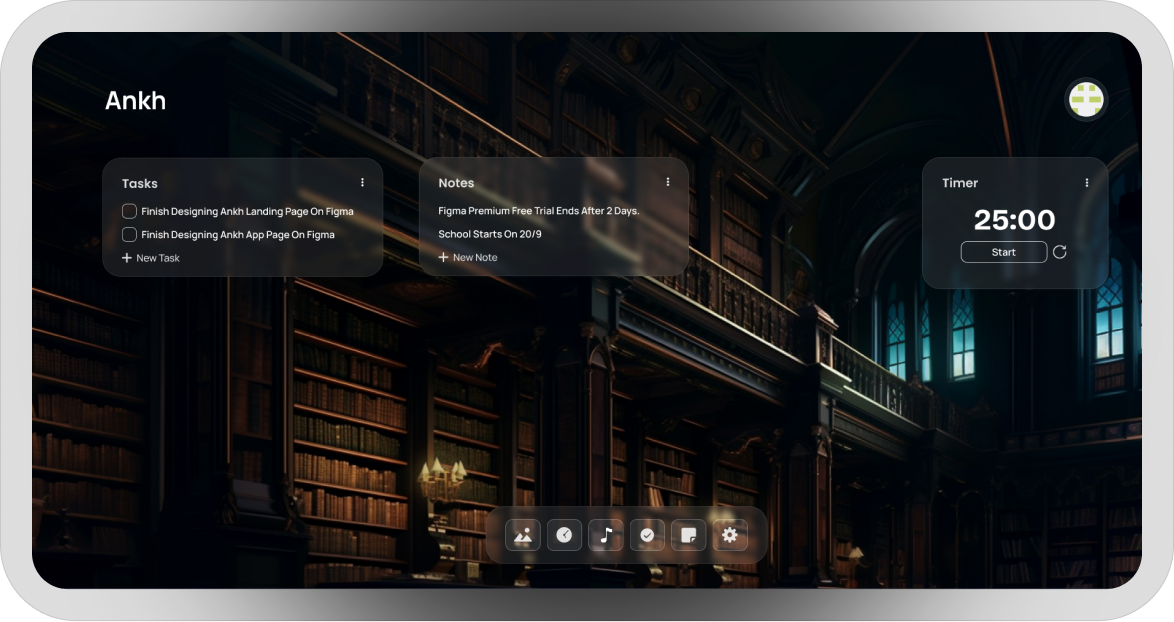 Ankh
Tasks
Finish Designing Ankh Landing Page On Figma
Finish Designing Ankh App Page On Figma
New Task
Notes
Figma Premium Free Trial Ends After 2 Days.
School Starts On 20/9
New Note
Timer
25:00
Start